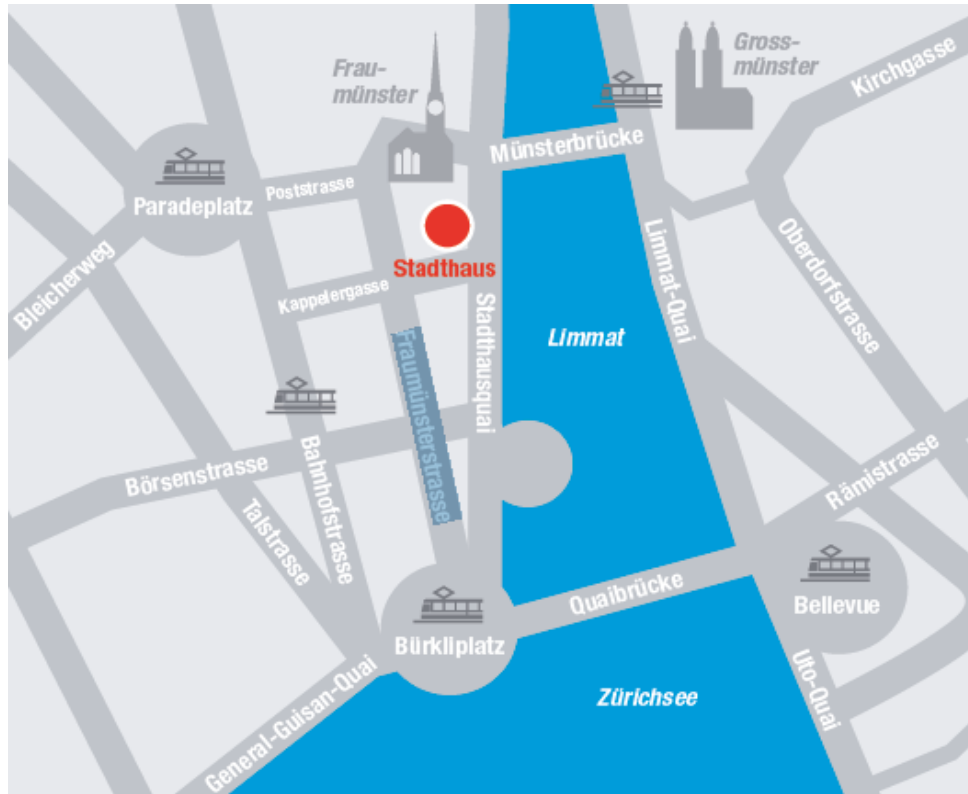 Frau-
münster
Gross-
münster
Kirchgasse
Münsterbrücke
Poststrasse
Paradeplatz
Bleicherweg
Stadthaus
Kappelergasse
Limmat-Quai
Oberdorfstrasse
Stadthausquai
Limmat
Fraumünsterstrasse
Börsenstrasse
Bahnhofstrasse
Talstrasse
Rämistrasse
Quaibrücke
Bellevue
Bürkliplatz
General-Guisan-Quai
Zürichsee
Uto-Quai